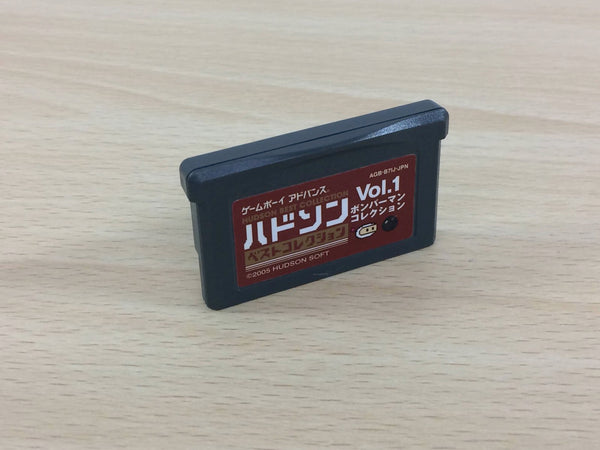 ゲームボーイ アドバンス
AGB-B7IJ-JPN
HUDSON BEST COLLECTION
ハドソン
Vol.1
ボンバーマン
コレクション
ベストコレクション
©2005 HUDSON SOFT